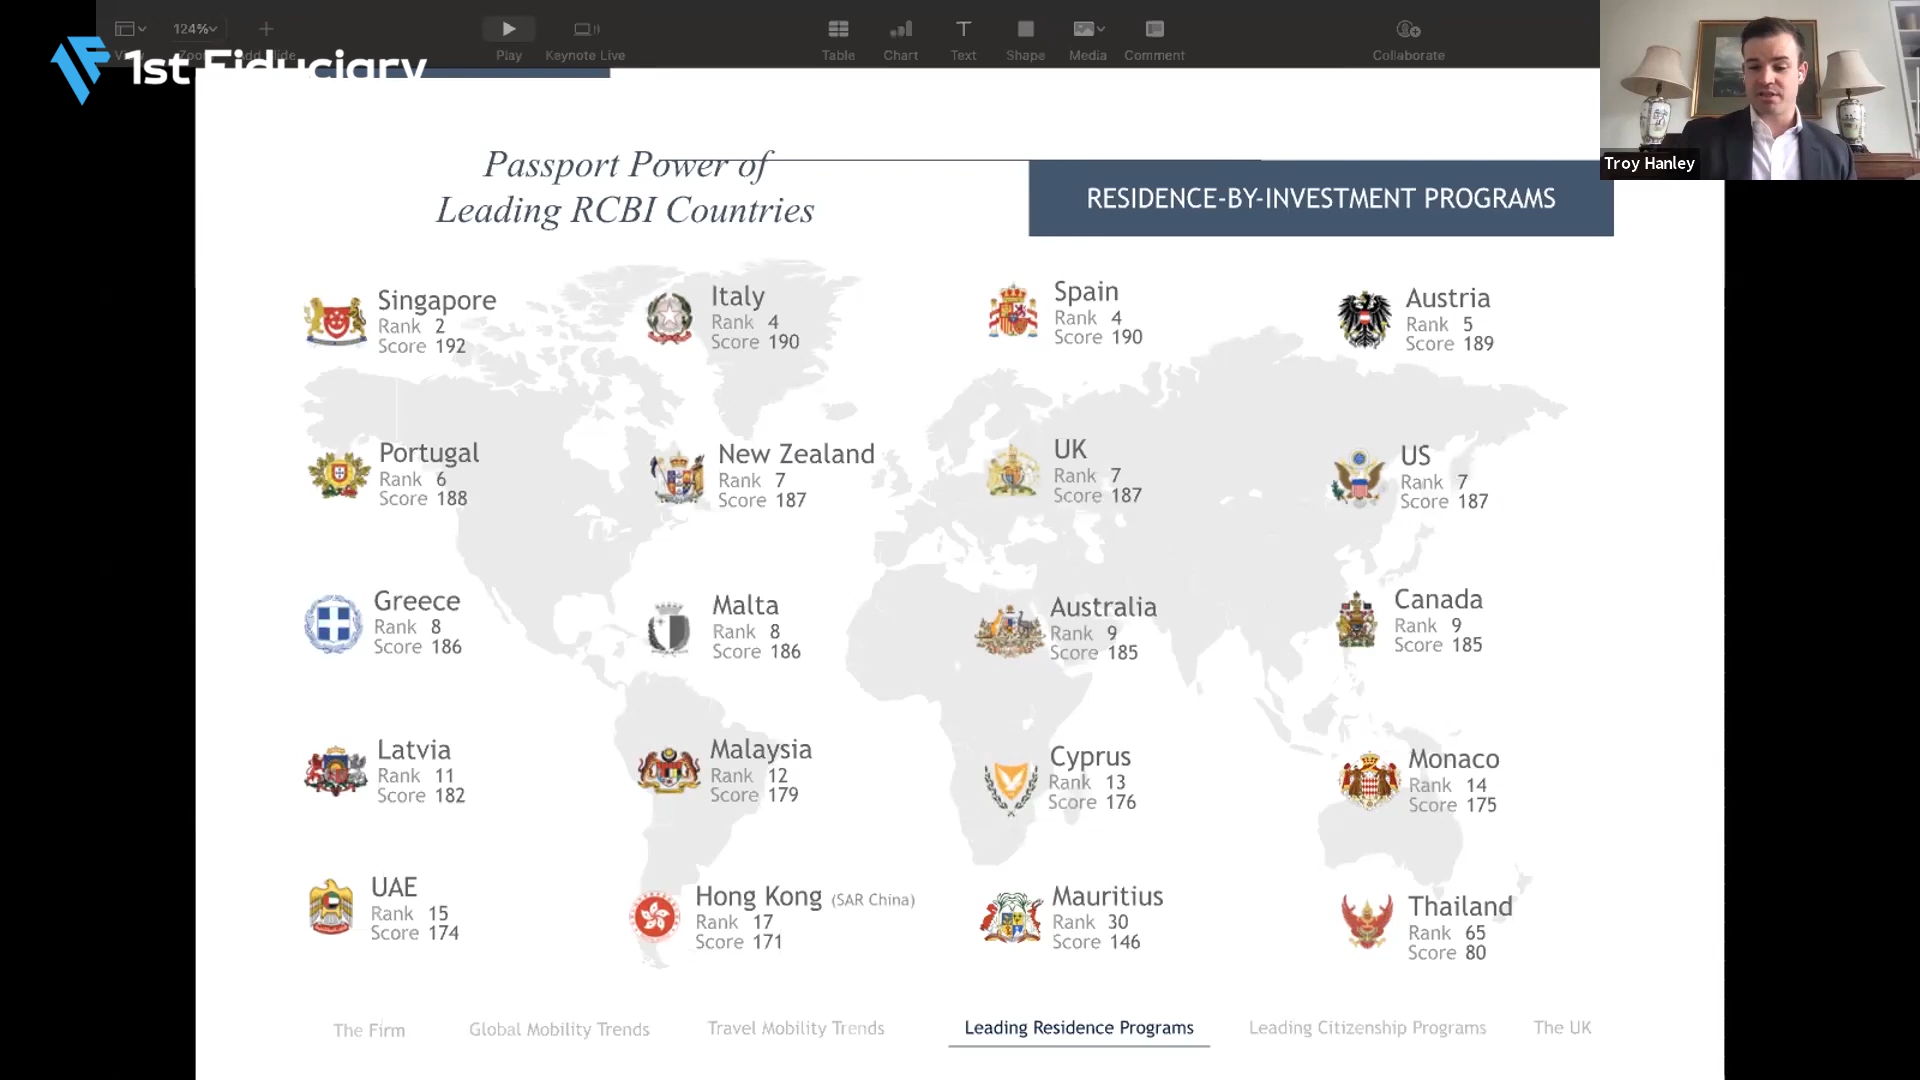 124%
Zoom
Add Slide
Play
Keynote Live
Table
Chart
Text
Shape
Media
Comment
Collaborate
1st Fiduciary
Troy Hanley
Passport Power of
Leading RCBI Countries
RESIDENCE-BY-INVESTMENT PROGRAMS
Singapore
Rank 2
Score 192
Italy
Rank 4
Score 190
Spain
Rank 4
Score 190
Austria
Rank 5
Score 189
Portugal
Rank 6
Score 188
New Zealand
Rank 7
Score 187
UK
Rank 7
Score 187
US
Rank 7
Score 187
Greece
Rank 8
Score 186
Malta
Rank 8
Score 186
Australia
Rank 9
Score 185
Canada
Rank 9
Score 185
Latvia
Rank 11
Score 182
Malaysia
Rank 12
Score 179
Cyprus
Rank 13
Score 176
Monaco
Rank 14
Score 175
UAE
Rank 15
Score 174
Hong Kong (SAR China)
Rank 17
Score 171
Mauritius
Rank 30
Score 146
Thailand
Rank 65
Score 80
The Firm
Global Mobility Trends
Travel Mobility Trends
Leading Residence Programs
Leading Citizenship Programs
The UK